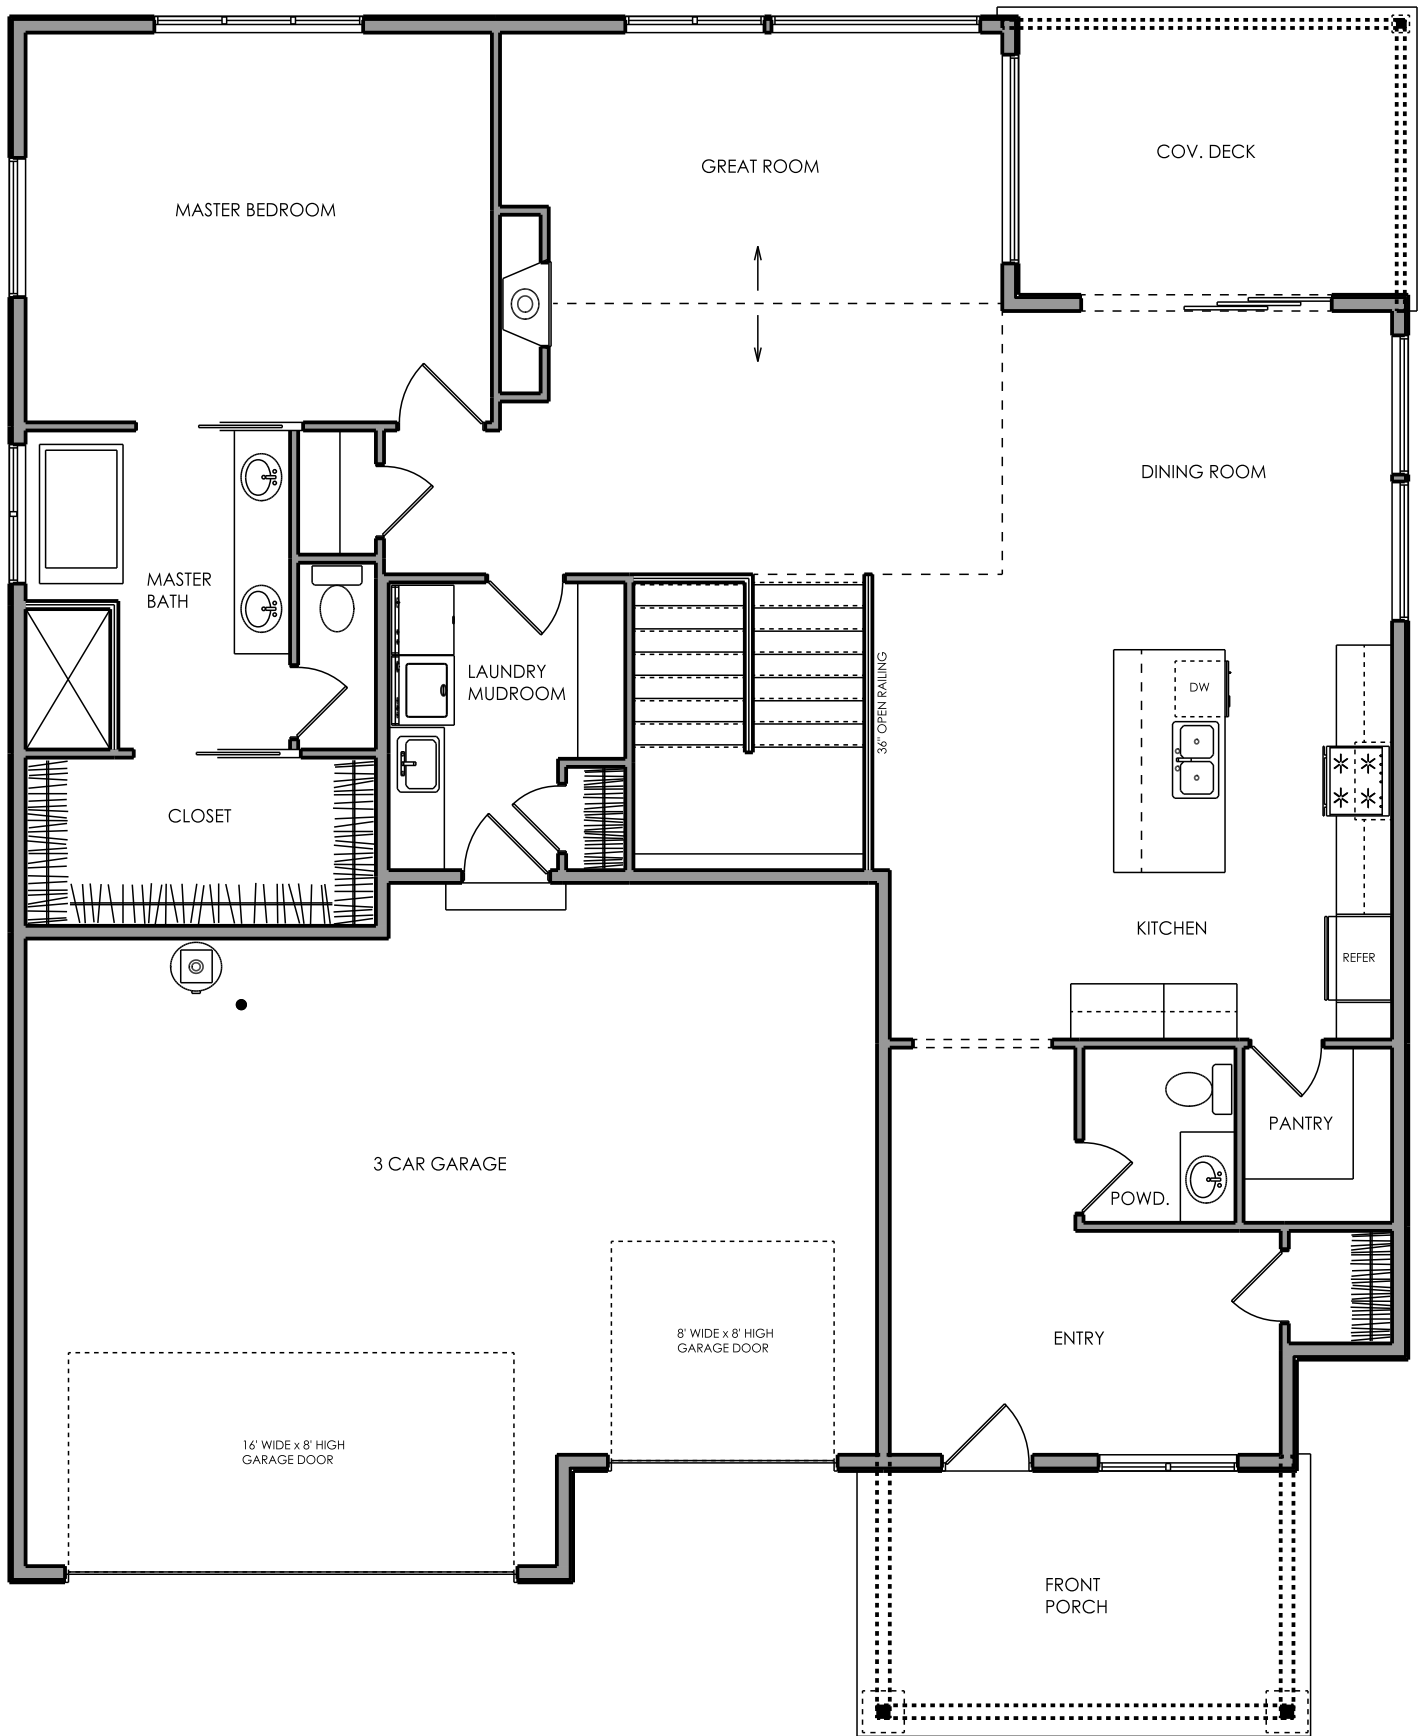 COV. DECK
GREAT ROOM
MASTER BEDROOM
DINING ROOM
MASTER
BATH
LAUNDRY
MUDROOM
36" OPEN RAILING
DW
CLOSET
KITCHEN
REFER
PANTRY
3 CAR GARAGE
POWD.
8' WIDE x 8' HIGH
GARAGE DOOR
ENTRY
16' WIDE x 8' HIGH
GARAGE DOOR
FRONT
PORCH